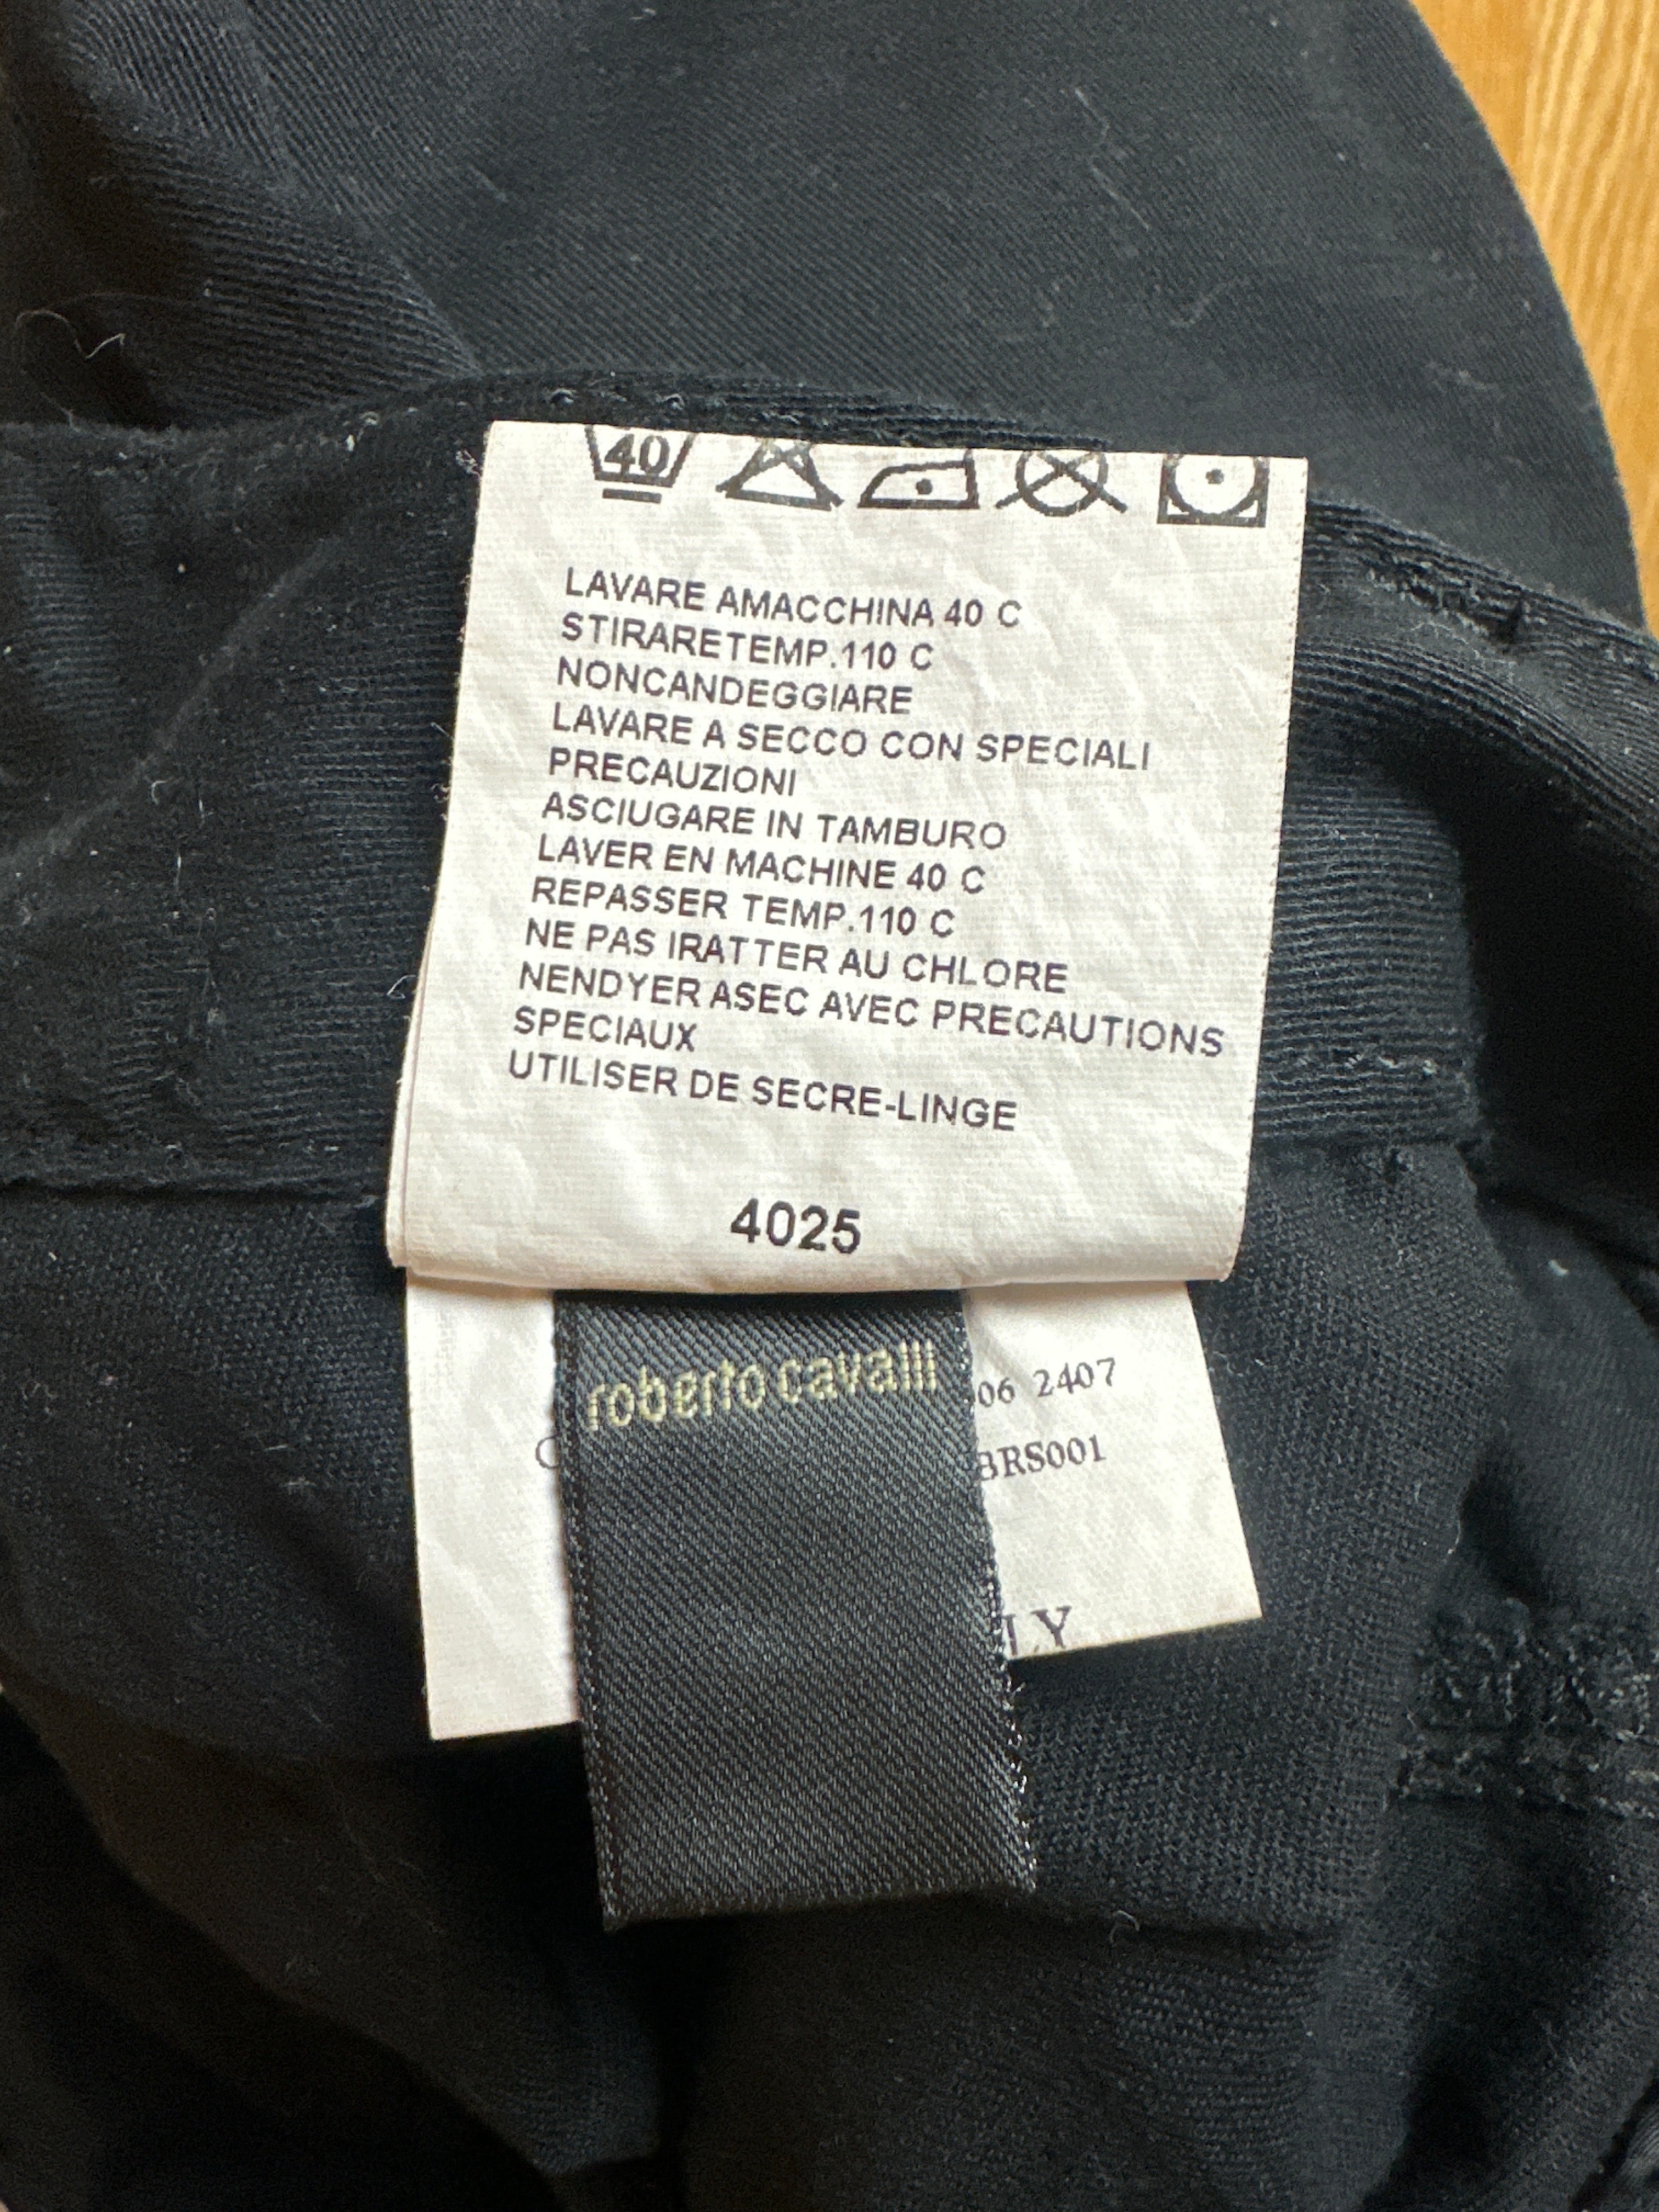 40
LAVARE AMACCHINA 40 C
STIRARETEMP.110 C
NONCANDEGGIARE
LAVARE A SECCO CON SPECIALI
PRECAUZIONI
ASCIUGARE IN TAMBURO
LAVER EN MACHINE 40 C
REPASSER TEMP.110 C
NE PAS IRATTER AU CHLORE
NENDYER ASEC AVEC PRECAUTIONS
SPECIAUX
UTILISER DE SECRE-LINGE
4025
roberto cavalli
06 2407
BRS001
LY